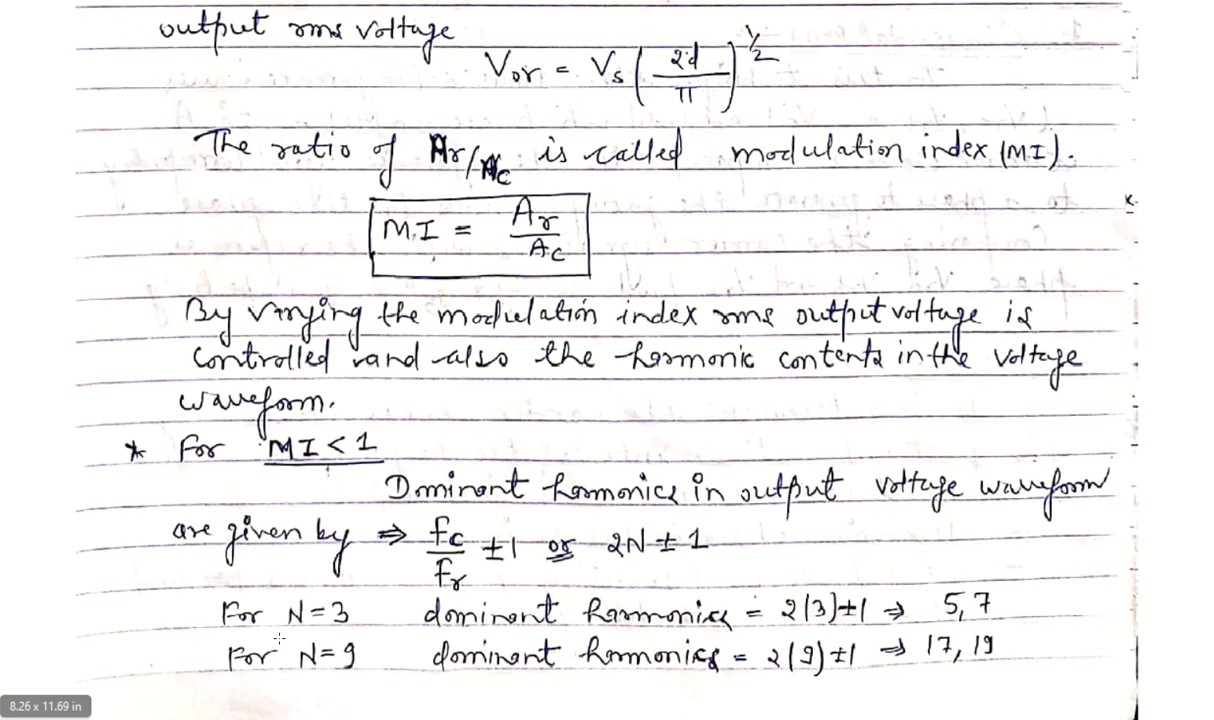 output rms voltage
Vor = Vs (2d/π)^1/2
The ratio of Ar/Ac is called modulation index (MI).
M.I = Ar/Ac
By varying the modulation index rms output voltage is
controlled and also the harmonic contents in the voltage
waveform.
* For MI < 1
Dominant harmonics in output voltage waveform
are given by ⇒ fc/fr ±1 or 2N ± 1
For N=3 dominant harmonics = 2(3)±1 ⇒ 5,7
For N=9 dominant harmonics = 2(9)±1 ⇒ 17, 19
8.26 x 11.69 in